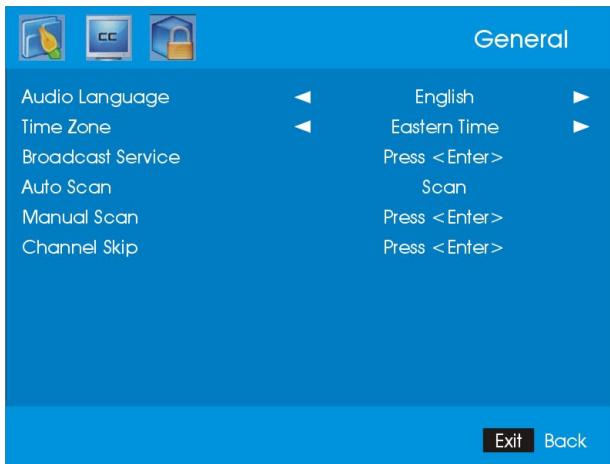 CC
General
Audio Language ◄ English ►
Time Zone ◄ Eastern Time ►
Broadcast Service Press <Enter>
Auto Scan Scan
Manual Scan Press <Enter>
Channel Skip Press <Enter>
Exit Back